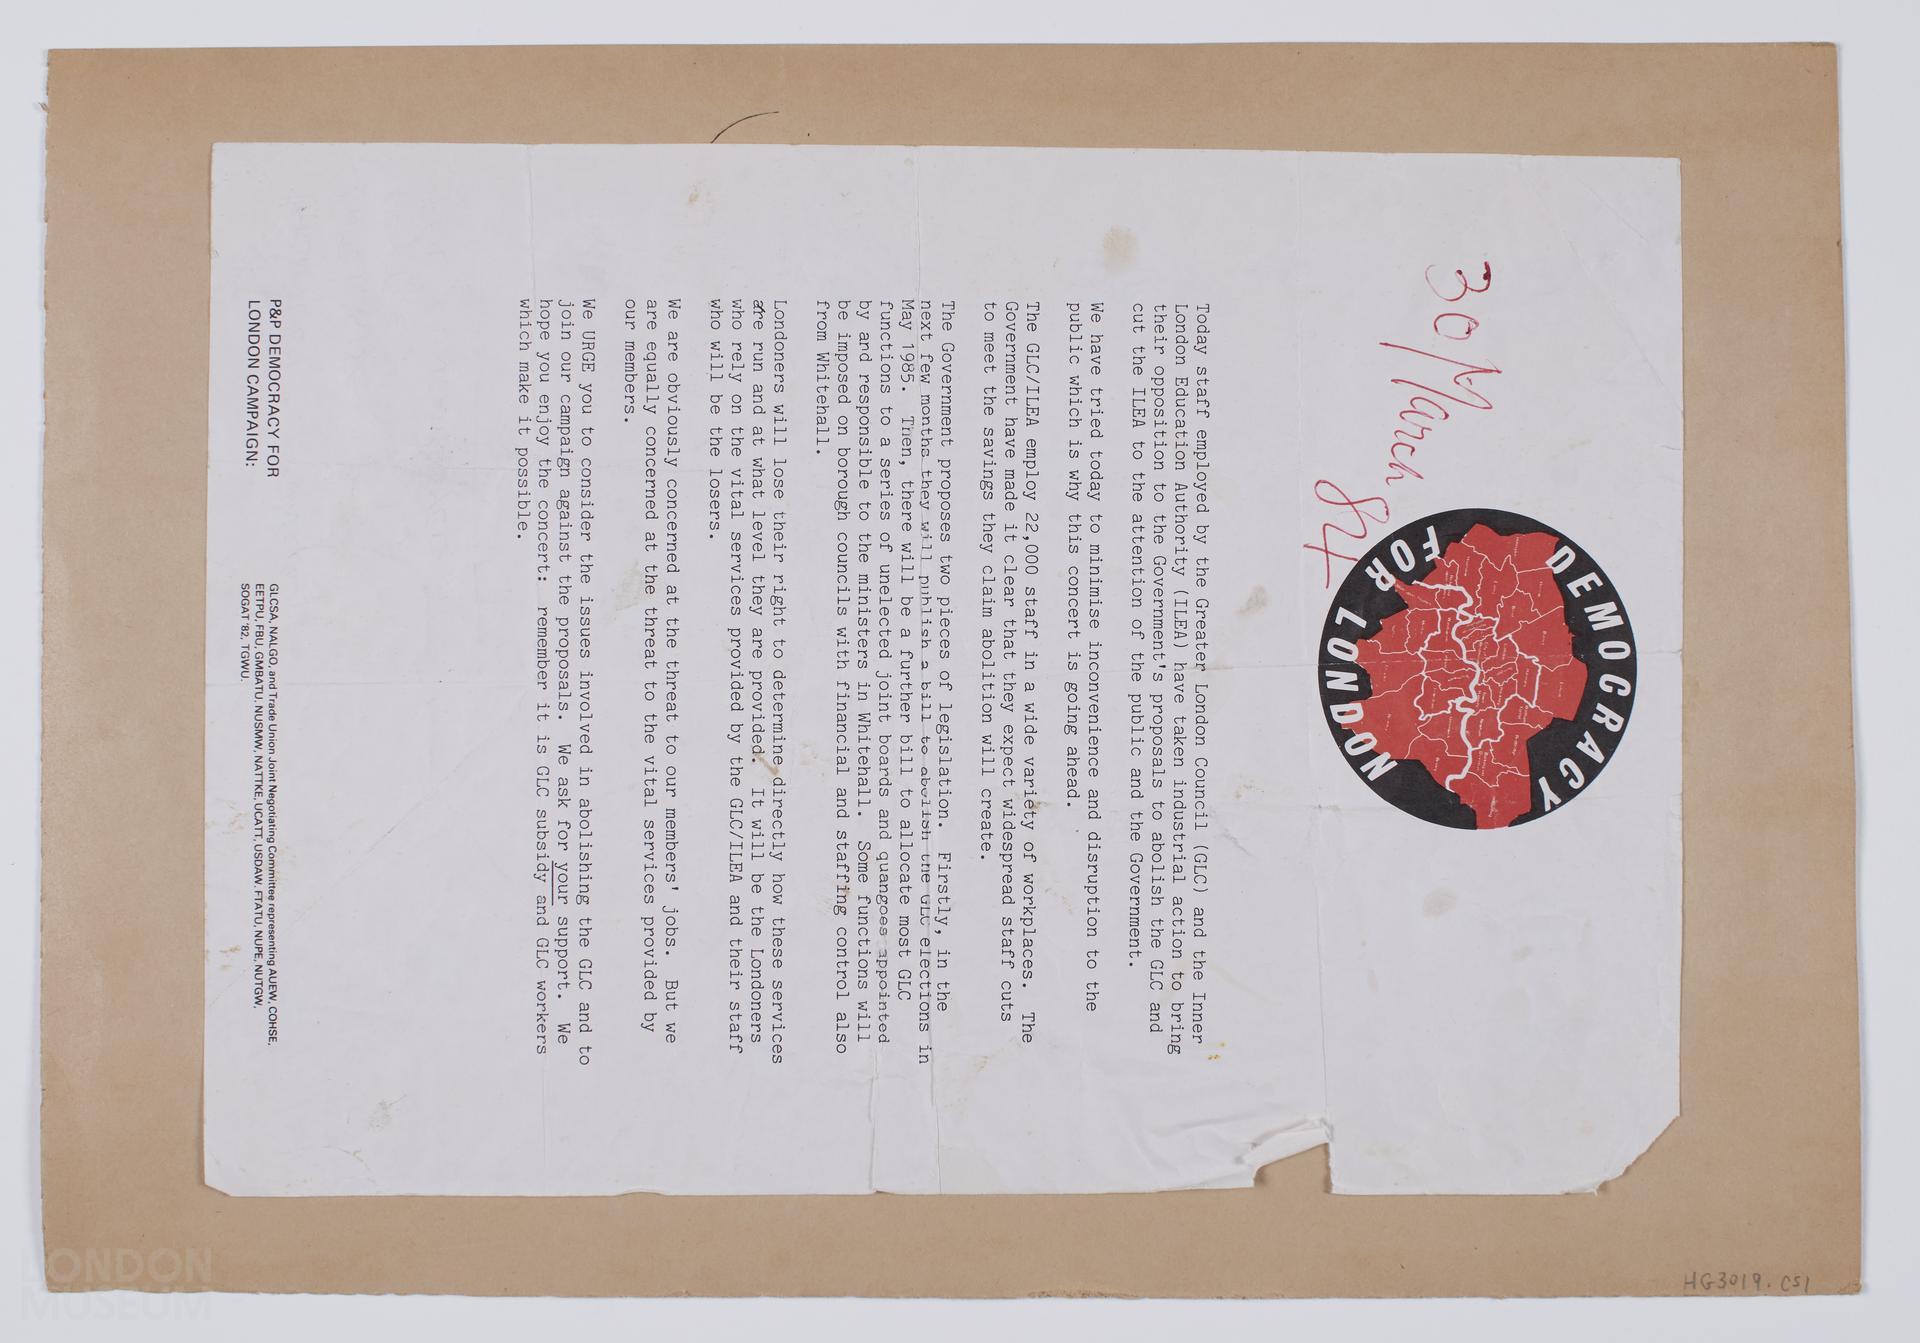 30 March 84
DEMOCRACY
FOR LONDON
Today staff employed by the Greater London Council (GLC) and the Inner
London Education Authority (ILEA) have taken industrial action to bring
their opposition to the Government's proposals to abolish the GLC and
cut the ILEA to the attention of the public and the Government.
We have tried today to minimise inconvenience and disruption to the
public which is why this concert is going ahead.
The GLC/ILEA employ 22,000 staff in a wide variety of workplaces. The
Government have made it clear that they expect widespread staff cuts
to meet the savings they claim abolition will create.
The Government proposes two pieces of legislation. Firstly, in the
next few months they will publish a bill to abolish the GLC elections in
May 1985. Then, there will be a further bill to allocate most GLC
functions to a series of unelected joint boards and quangoes appointed
by and responsible to the ministers in Whitehall. Some functions will
be imposed on borough councils with financial and staffing control also
from Whitehall.
Londoners will lose their right to determine directly how these services
are run and at what level they are provided. It will be the Londoners
who rely on the vital services provided by the GLC/ILEA and their staff
who will be the losers.
We are obviously concerned at the threat to our members' jobs. But we
are equally concerned at the threat to the vital services provided by
our members.
We URGE you to consider the issues involved in abolishing the GLC and to
join our campaign against the proposals. We ask for your support. We
hope you enjoy the concert: remember it is GLC subsidy and GLC workers
which make it possible.
P&P DEMOCRACY FOR
LONDON CAMPAIGN:
GLCSA, NALGO, and Trade Union Joint Negotiating Committee representing AUEW, COHSE,
EETPU, FBU, GMBATU, NUSMW, NATTKE, UCATT, USDAW, FTATU, NUPE, NUTGW,
SOGAT '82, TGWU.
HG3019.CS1
LONDON
MUSEUM